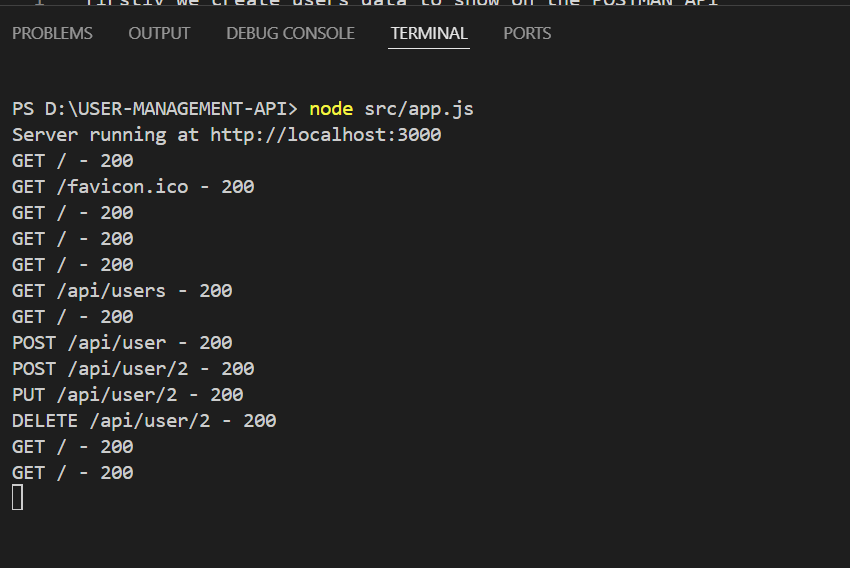 1 firstly we create users data to show on the POSTMAN API
PROBLEMS OUTPUT DEBUG CONSOLE TERMINAL PORTS
PS D:\USER-MANAGEMENT-API> node src/app.js
Server running at http://localhost:3000
GET / - 200
GET /favicon.ico - 200
GET / - 200
GET / - 200
GET / - 200
GET /api/users - 200
GET / - 200
POST /api/user - 200
POST /api/user/2 - 200
PUT /api/user/2 - 200
DELETE /api/user/2 - 200
GET / - 200
GET / - 200